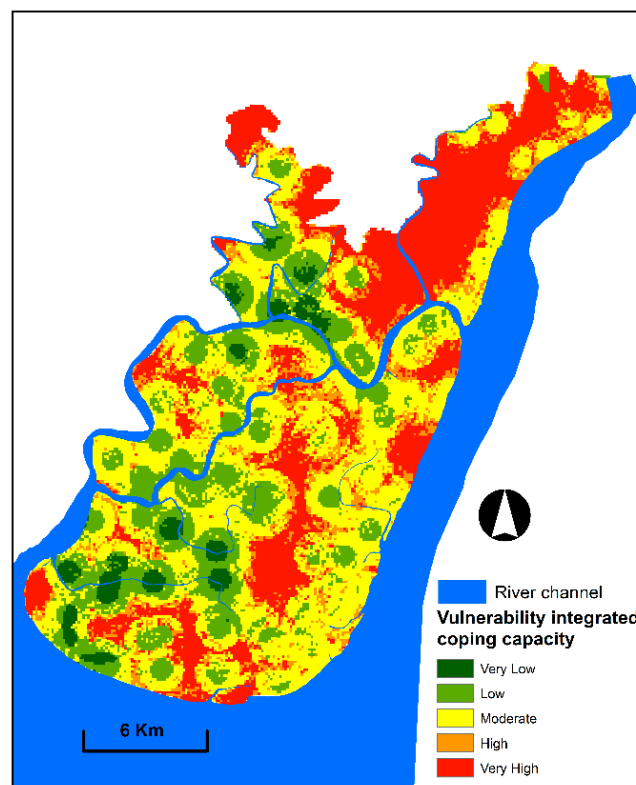 River channel
Vulnerability integrated
coping capacity
Very Low
Low
Moderate
High
Very High
6 Km